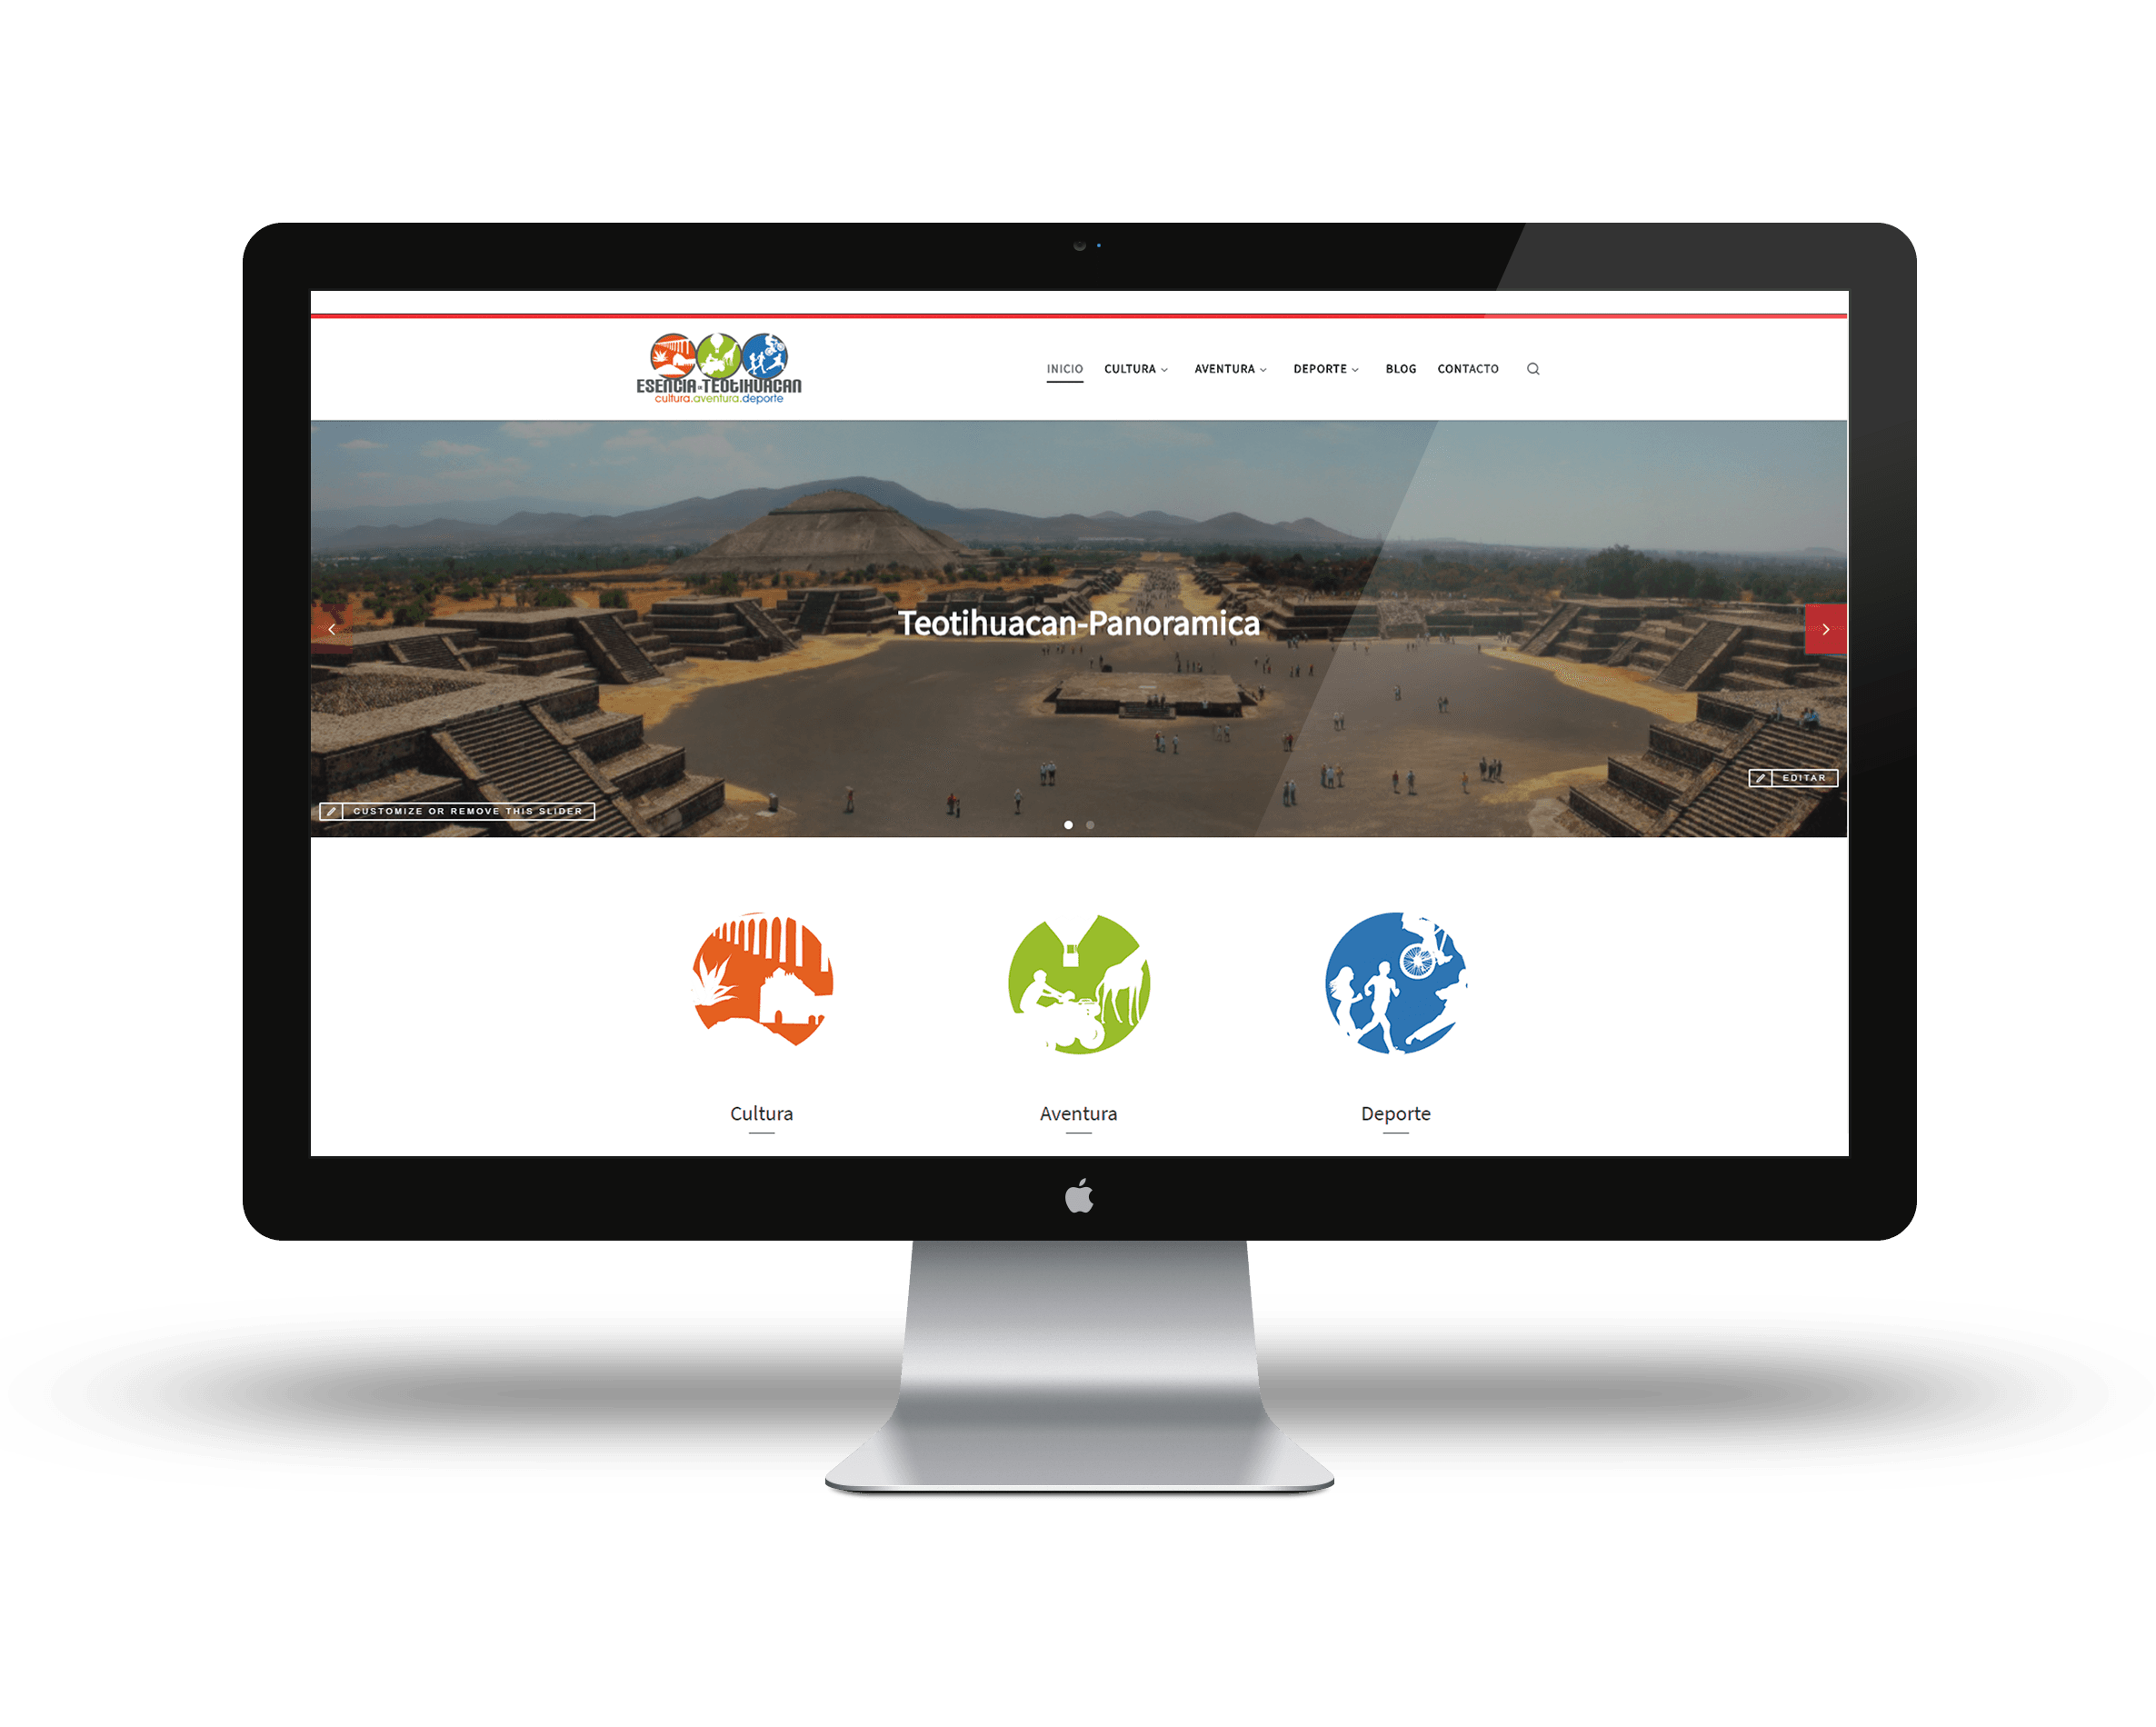 ESENCIA TEOTIHUACAN
cultura.aventura.deporte
INICIO CULTURA AVENTURA DEPORTE BLOG CONTACTO
Teotihuacan-Panoramica
EDITAR
CUSTOMIZE OR REMOVE THIS SLIDER
Cultura Aventura Deporte